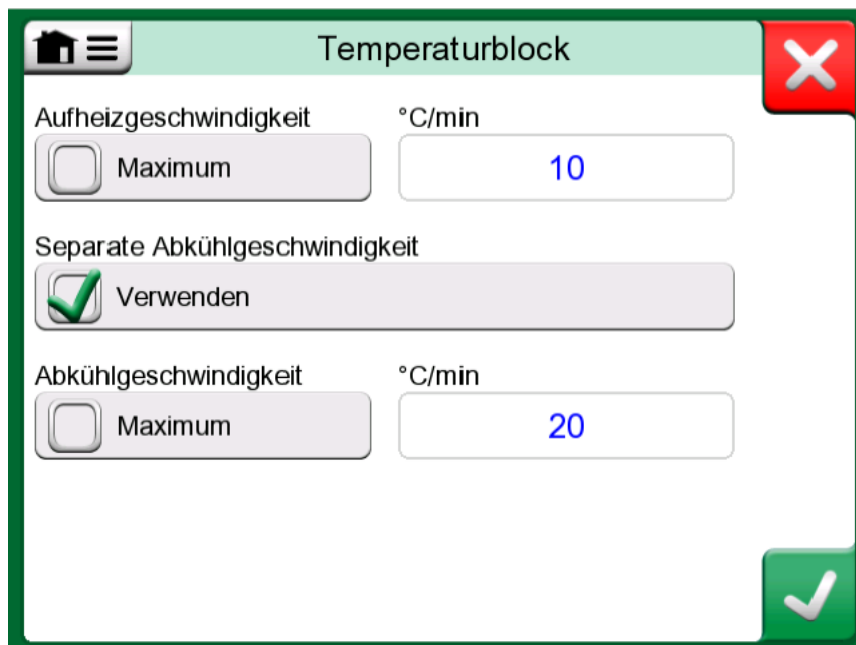 Temperaturblock
Aufheizgeschwindigkeit °C/min
Maximum 10
Separate Abkühlgeschwindigkeit
Verwenden
Abkühlgeschwindigkeit °C/min
Maximum 20